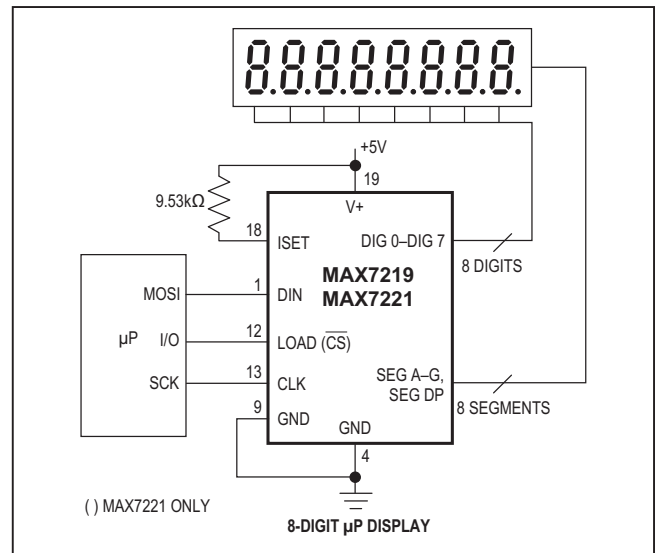 8.8.8.8.8.8.8.8.
+5V
19
9.53kΩ
V+
18
ISET
DIG 0–DIG 7
8 DIGITS
MAX7219
MAX7221
MOSI
1
DIN
µP
I/O
12
LOAD (C̅S̅)
SCK
13
CLK
SEG A–G,
SEG DP
8 SEGMENTS
9
GND
GND
4
( ) MAX7221 ONLY
8-DIGIT µP DISPLAY